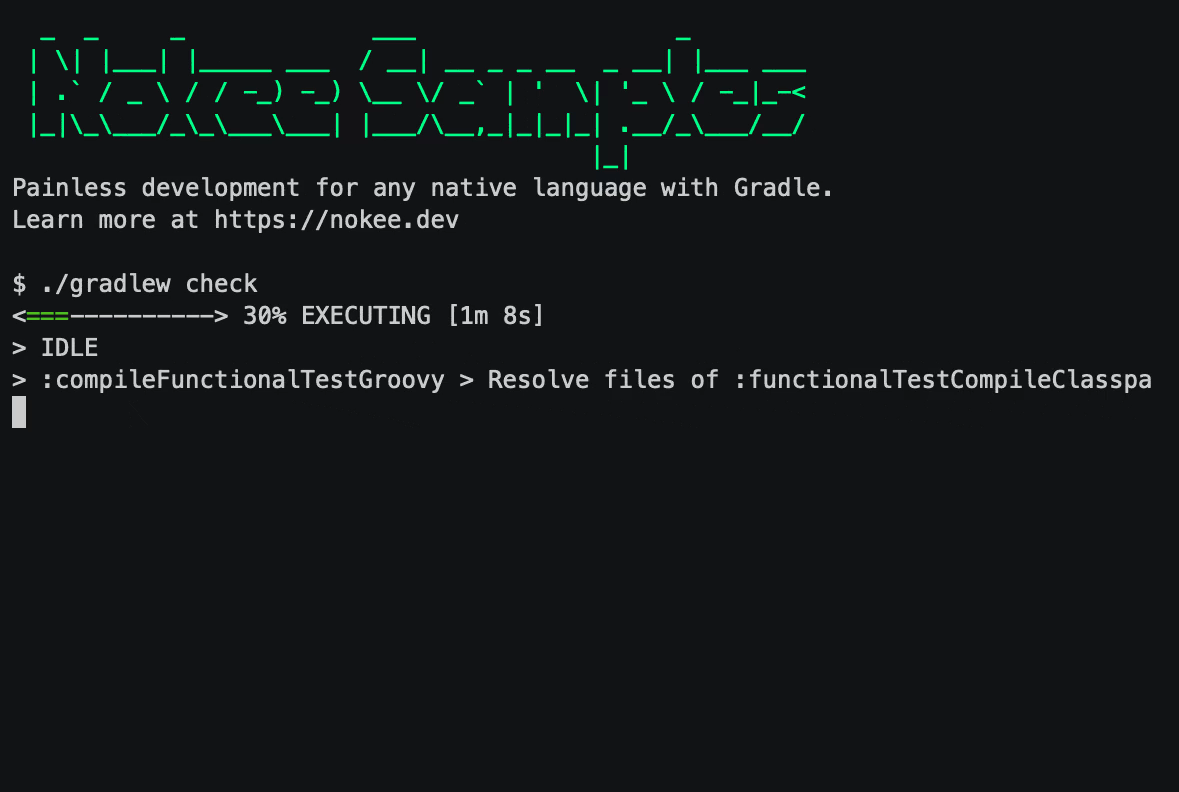 Nokee Samples
Painless development for any native language with Gradle.
Learn more at https://nokee.dev
$ ./gradlew check
<===----------> 30% EXECUTING [1m 8s]
> IDLE
> :compileFunctionalTestGroovy > Resolve files of :functionalTestCompileClasspa